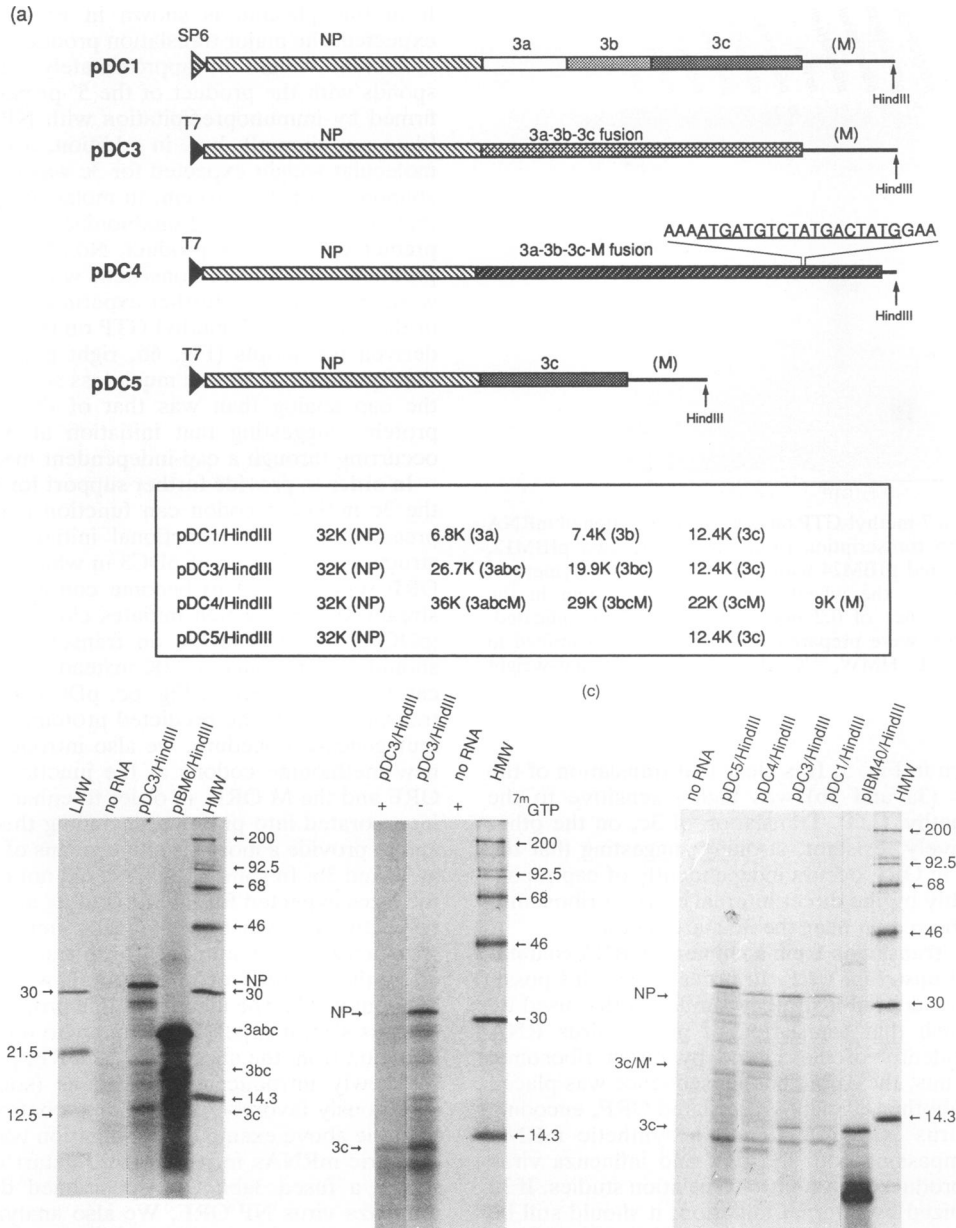 (a)
SP6
NP
3a
3b
3c
(M)
pDC1
HindIII
T7
NP
3a-3b-3c fusion
(M)
pDC3
HindIII
AAAATGATGTCTATGACTATGGAA
T7
NP
3a-3b-3c-M fusion
pDC4
HindIII
T7
NP
3c
(M)
pDC5
HindIII
pDC1/HindIII 32K (NP) 6.8K (3a) 7.4K (3b) 12.4K (3c)
pDC3/HindIII 32K (NP) 26.7K (3abc) 19.9K (3bc) 12.4K (3c)
pDC4/HindIII 32K (NP) 36K (3abcM) 29K (3bcM) 22K (3cM) 9K (M)
pDC5/HindIII 32K (NP) 12.4K (3c)
LMW
no RNA
pDC3/HindIII
pIBM6/HindIII
HMW
30→
21.5→
12.5→
←200
←92.5
←68
←46
←NP
←30
←3abc
←3bc
←14.3
←3c
pDC3/HindIII
pDC3/HindIII
no RNA
HMW
+
+
7mGTP
NP→
3c→
←200
←92.5
←68
←46
←30
←14.3
(c)
no RNA
pDC5/HindIII
pDC4/HindIII
pDC3/HindIII
pDC1/HindIII
pIBM40/HindIII
HMW
NP→
3c/M'→
3c→
←200
←92.5
←68
←46
←30
←14.3